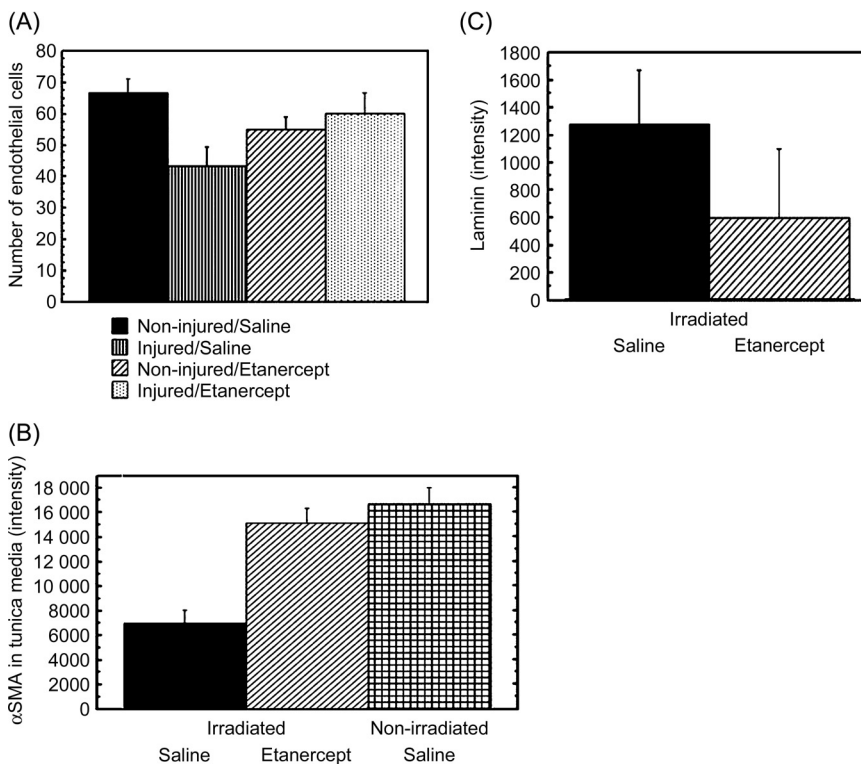 (A)
Number of endothelial cells
80
70
60
50
40
30
20
10
0
Non-injured/Saline
Injured/Saline
Non-injured/Etanercept
Injured/Etanercept
(C)
Laminin (intensity)
1800
1600
1400
1200
1000
800
600
400
200
0
Irradiated
Saline Etanercept
(B)
αSMA in tunica media (intensity)
18 000
16 000
14 000
12 000
10 000
8000
6000
4000
2000
0
Irradiated Non-irradiated
Saline Etanercept Saline